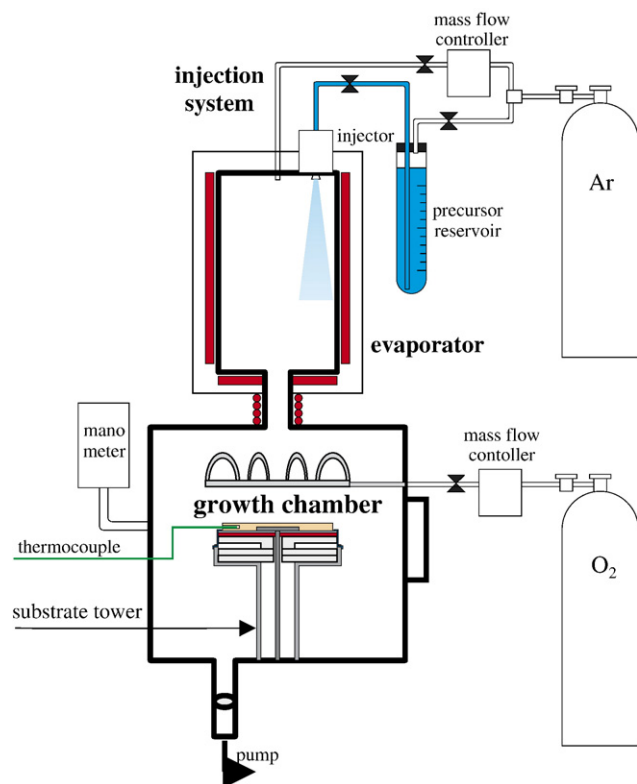 mass flow
controller
injection
system
injector
Ar
precursor
reservoir
evaporator
mano
meter
mass flow
contoller
growth chamber
thermocouple
O₂
substrate tower
pump